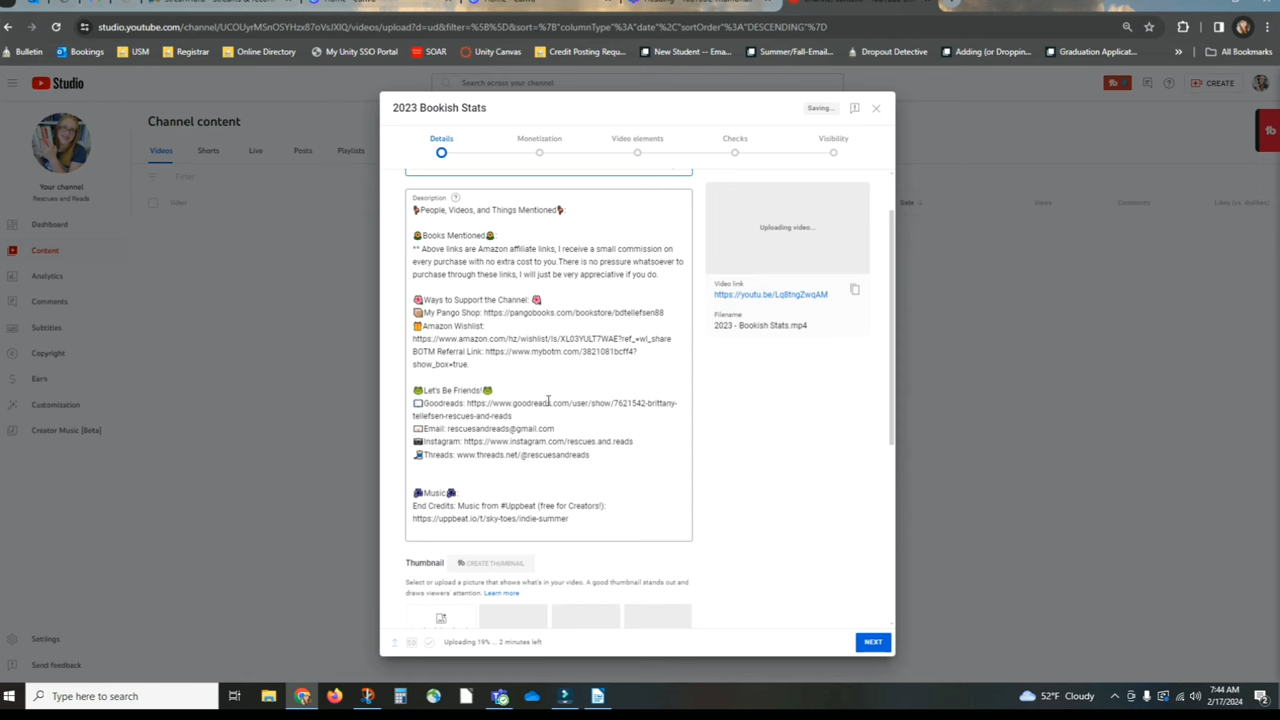 studio.youtube.com/channel/UCOUyrMSnOSYHzx87oVsJXlQ/videos/upload?d=ud&filter=%5B%5D&sort=%7B"columnType"%3A"date"%2C"sortOrder"%3A"DESCENDING"%7D
Bulletin
Bookings
USM
Registrar
Online Directory
My Unity SSO Portal
SOAR
Unity Canvas
Credit Posting Requ...
New Student -- Ema...
Summer/Fall-Email...
Dropout Detective
Adding (or Droppin...
Graduation Applicat...
»
All Bookmarks
Studio
Search across your channel
CREATE
Channel content
Videos
Shorts
Live
Posts
Playlists
Filter
Video
Date
Views
Comments
Likes (vs. dislikes)
Your channel
Rescues and Reads
Dashboard
Content
Analytics
Comments
Subtitles
Copyright
Earn
Customization
Creator Music [Beta]
Settings
Send feedback
2023 Bookish Stats
Saving...
Details
Monetization
Video elements
Checks
Visibility
Description
People, Videos, and Things Mentioned:
Books Mentioned:
** Above links are Amazon affiliate links, I receive a small commission on
every purchase with no extra cost to you.There is no pressure whatsoever to
purchase through these links, I will just be very appreciative if you do.
Ways to Support the Channel:
My Pango Shop: https://pangobooks.com/bookstore/bdtellefsen88
Amazon Wishlist:
https://www.amazon.com/hz/wishlist/ls/XL03YULT7WAE?ref_=wl_share
BOTM Referral Link: https://www.mybotm.com/3821081bcff4?
show_box=true.
Let's Be Friends!
Goodreads: https://www.goodreads.com/user/show/7621542-brittany-
tellefsen-rescues-and-reads
Email: rescuesandreads@gmail.com
Instagram: https://www.instagram.com/rescues.and.reads
Threads: www.threads.net/@rescuesandreads
Music:
End Credits: Music from #Uppbeat (free for Creators!):
https://uppbeat.io/t/sky-toes/indie-summer
Uploading video...
Video link
https://youtu.be/Lq8tngZwqAM
Filename
2023 - Bookish Stats.mp4
Thumbnail
CREATE THUMBNAIL
Select or upload a picture that shows what's in your video. A good thumbnail stands out and
draws viewers' attention. Learn more
Uploading 19% ... 2 minutes left
NEXT
Type here to search
52°F Cloudy
7:44 AM
2/17/2024